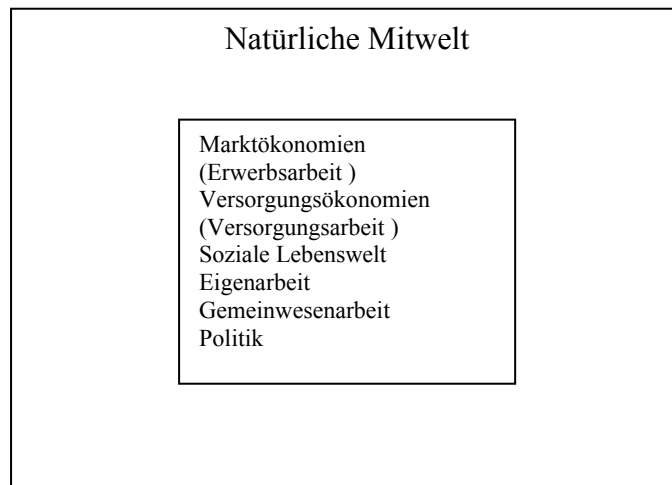 Natürliche Mitwelt
Marktökonomien
(Erwerbsarbeit )
Versorgungsökonomien
(Versorgungsarbeit )
Soziale Lebenswelt
Eigenarbeit
Gemeinwesenarbeit
Politik